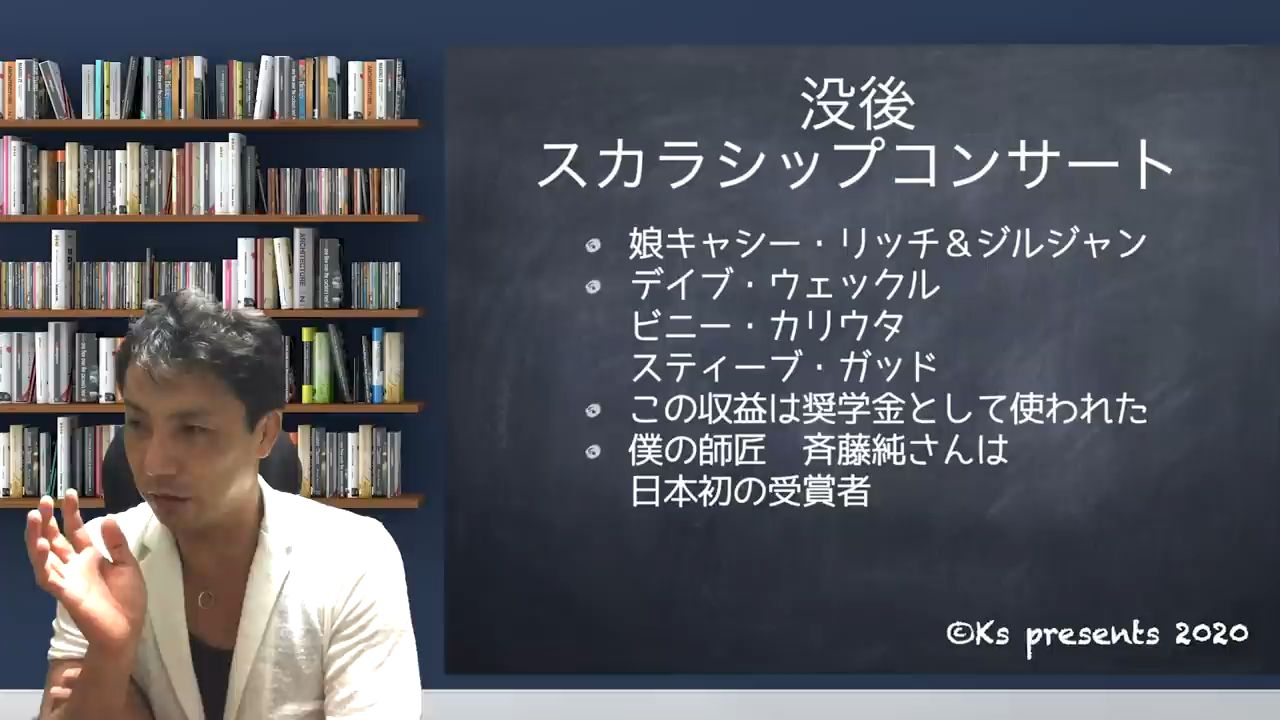 没後
スカラシップコンサート
娘キャシー・リッチ＆ジルジャン
デイブ・ウェックル
ビニー・カリウタ
スティーブ・ガッド
この収益は奨学金として使われた
僕の師匠　斉藤純さんは
日本初の受賞者
©Ks presents 2020